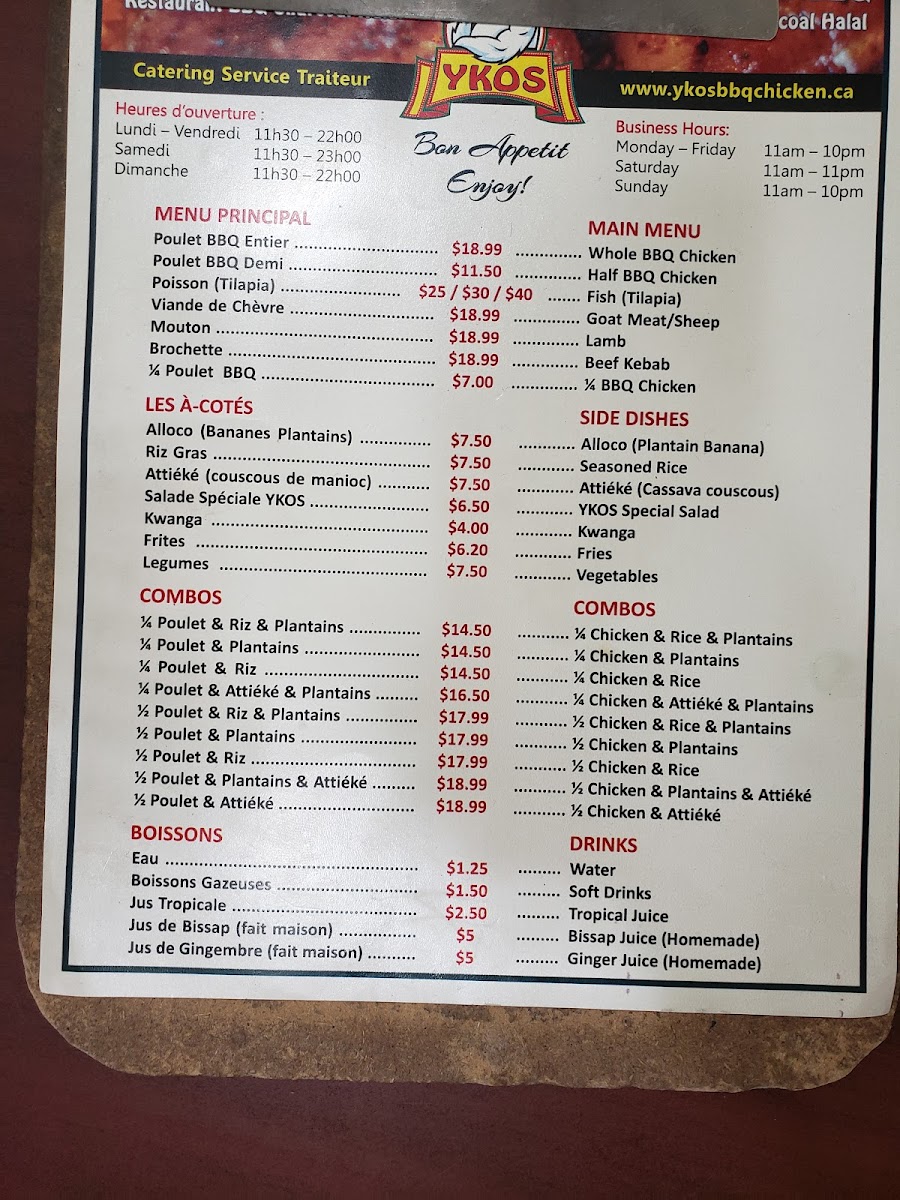 Restaurant BBQ
coal Halal
YKOS
Catering Service Traiteur
www.ykosbbqchicken.ca
Heures d'ouverture :
Lundi – Vendredi 11h30 – 22h00
Samedi 11h30 – 23h00
Dimanche 11h30 – 22h00
Bon Appetit
Enjoy!
Business Hours:
Monday – Friday 11am – 10pm
Saturday 11am – 11pm
Sunday 11am – 10pm
MENU PRINCIPAL MAIN MENU
Poulet BBQ Entier ........ $18.99 ........ Whole BBQ Chicken
Poulet BBQ Demi ........ $11.50 ........ Half BBQ Chicken
Poisson (Tilapia) ........ $25 / $30 / $40 ....... Fish (Tilapia)
Viande de Chèvre ........ $18.99 ........ Goat Meat/Sheep
Mouton ........ $18.99 ........ Lamb
Brochette ........ $18.99 ........ Beef Kebab
¼ Poulet BBQ ........ $7.00 ........ ¼ BBQ Chicken
LES À-COTÉS SIDE DISHES
Alloco (Bananes Plantains) ........ $7.50 ........ Alloco (Plantain Banana)
Riz Gras ........ $7.50 ........ Seasoned Rice
Attiéké (couscous de manioc) ........ $7.50 ........ Attiéké (Cassava couscous)
Salade Spéciale YKOS ........ $6.50 ........ YKOS Special Salad
Kwanga ........ $4.00 ........ Kwanga
Frites ........ $6.20 ........ Fries
Legumes ........ $7.50 ........ Vegetables
COMBOS COMBOS
¼ Poulet & Riz & Plantains ........ $14.50 ........ ¼ Chicken & Rice & Plantains
¼ Poulet & Plantains ........ $14.50 ........ ¼ Chicken & Plantains
¼ Poulet & Riz ........ $14.50 ........ ¼ Chicken & Rice
¼ Poulet & Attiéké & Plantains ........ $16.50 ........ ¼ Chicken & Attiéké & Plantains
½ Poulet & Riz & Plantains ........ $17.99 ........ ½ Chicken & Rice & Plantains
½ Poulet & Plantains ........ $17.99 ........ ½ Chicken & Plantains
½ Poulet & Riz ........ $17.99 ........ ½ Chicken & Rice
½ Poulet & Plantains & Attiéké ........ $18.99 ........ ½ Chicken & Plantains & Attiéké
½ Poulet & Attiéké ........ $18.99 ........ ½ Chicken & Attiéké
BOISSONS DRINKS
Eau ........ $1.25 ........ Water
Boissons Gazeuses ........ $1.50 ........ Soft Drinks
Jus Tropicale ........ $2.50 ........ Tropical Juice
Jus de Bissap (fait maison) ........ $5 ........ Bissap Juice (Homemade)
Jus de Gingembre (fait maison) ........ $5 ........ Ginger Juice (Homemade)